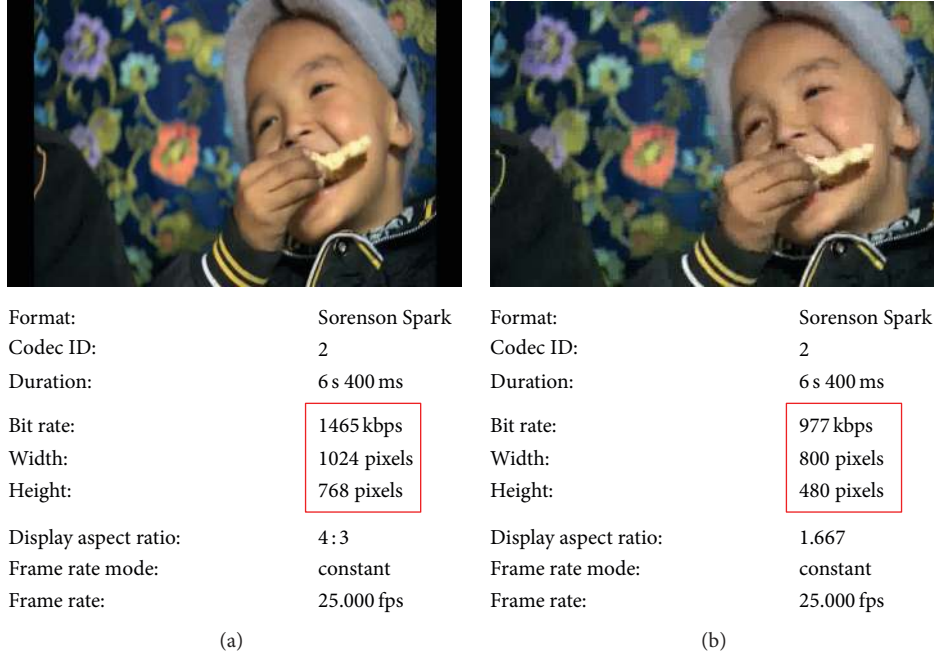 Format: Sorenson Spark
Codec ID: 2
Duration: 6 s 400 ms
Bit rate: 1465 kbps
Width: 1024 pixels
Height: 768 pixels
Display aspect ratio: 4 : 3
Frame rate mode: constant
Frame rate: 25.000 fps
(a)
Format: Sorenson Spark
Codec ID: 2
Duration: 6 s 400 ms
Bit rate: 977 kbps
Width: 800 pixels
Height: 480 pixels
Display aspect ratio: 1.667
Frame rate mode: constant
Frame rate: 25.000 fps
(b)